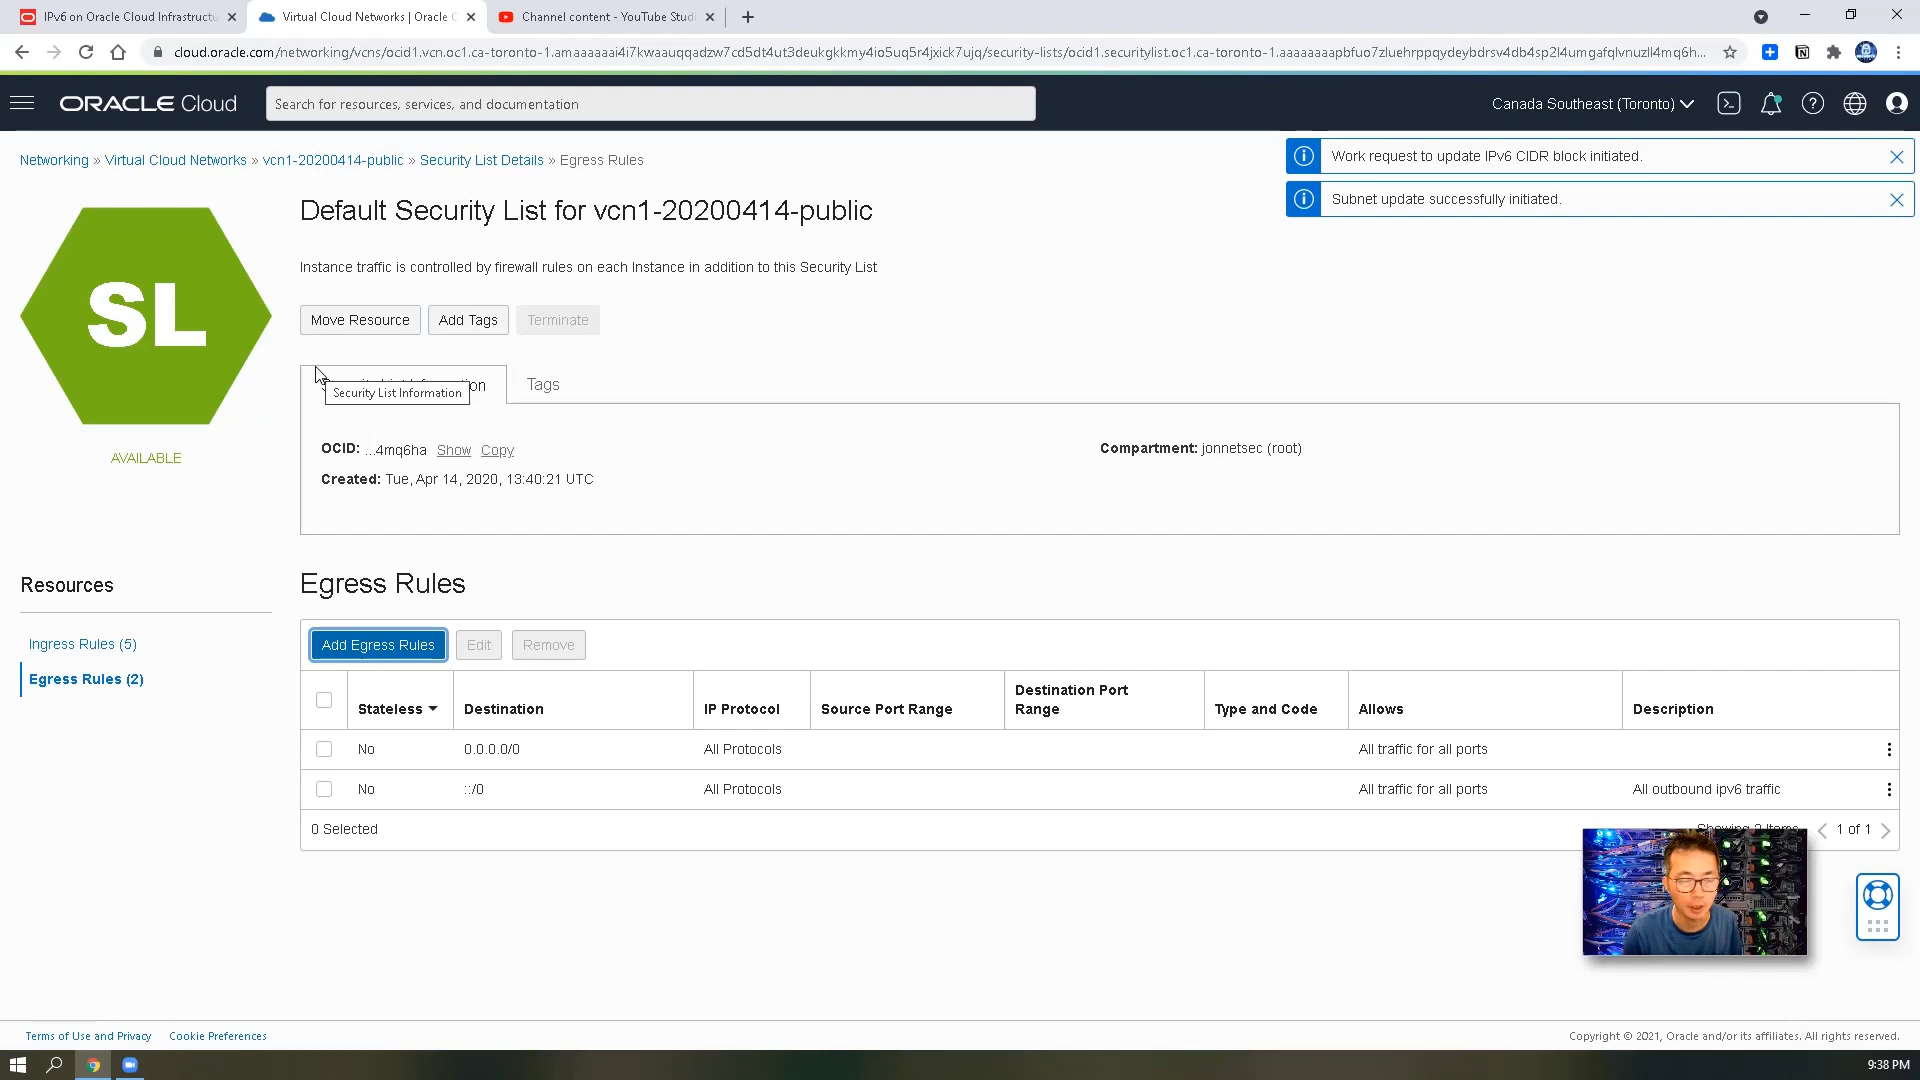 IPv6 on Oracle Cloud Infrastructu
Virtual Cloud Networks | Oracle C
Channel content - YouTube Studi
cloud.oracle.com/networking/vcns/ocid1.vcn.oc1.ca-toronto-1.amaaaaaai4i7kwaauqqadzw7cd5dt4ut3deukgkkmy4io5uq5r4jxick7ujq/security-lists/ocid1.securitylist.oc1.ca-toronto-1.aaaaaaaapbfuo7zluehrppqydeybdrsv4db4sp2l4umgafqlvnuzll4mq6h...
ORACLE Cloud
Search for resources, services, and documentation
Canada Southeast (Toronto)
Networking » Virtual Cloud Networks » vcn1-20200414-public » Security List Details » Egress Rules
Work request to update IPv6 CIDR block initiated.
Subnet update successfully initiated.
Default Security List for vcn1-20200414-public
SL
AVAILABLE
Instance traffic is controlled by firewall rules on each Instance in addition to this Security List
Move Resource Add Tags Terminate
Security List Information
Tags
OCID: ...4mq6ha Show Copy
Compartment: jonnetsec (root)
Created: Tue, Apr 14, 2020, 13:40:21 UTC
Resources
Ingress Rules (5)
Egress Rules (2)
Egress Rules
Add Egress Rules Edit Remove
Stateless Destination IP Protocol Source Port Range Destination Port Range Type and Code Allows Description
No 0.0.0.0/0 All Protocols All traffic for all ports
No ::/0 All Protocols All traffic for all ports All outbound ipv6 traffic
0 Selected
Showing 2 Items 1 of 1
Terms of Use and Privacy Cookie Preferences
Copyright © 2021, Oracle and/or its affiliates. All rights reserved.
9:38 PM